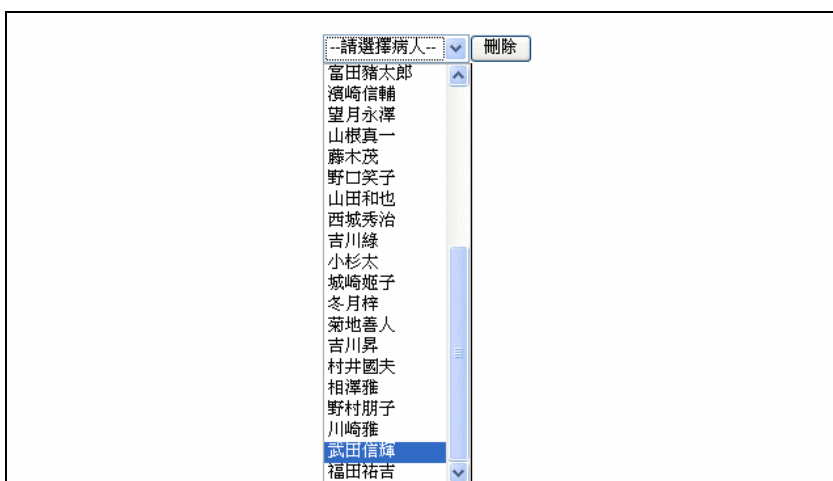 --請選擇病人-- 刪除
富田豬太郎
濱崎信輔
望月永澤
山根真一
藤木茂
野口笑子
山田和也
西城秀治
吉川綠
小杉太
城崎姬子
冬月梓
菊地善人
吉川昇
村井國夫
相澤雅
野村朋子
川崎雅
武田信輝
福田祐吉